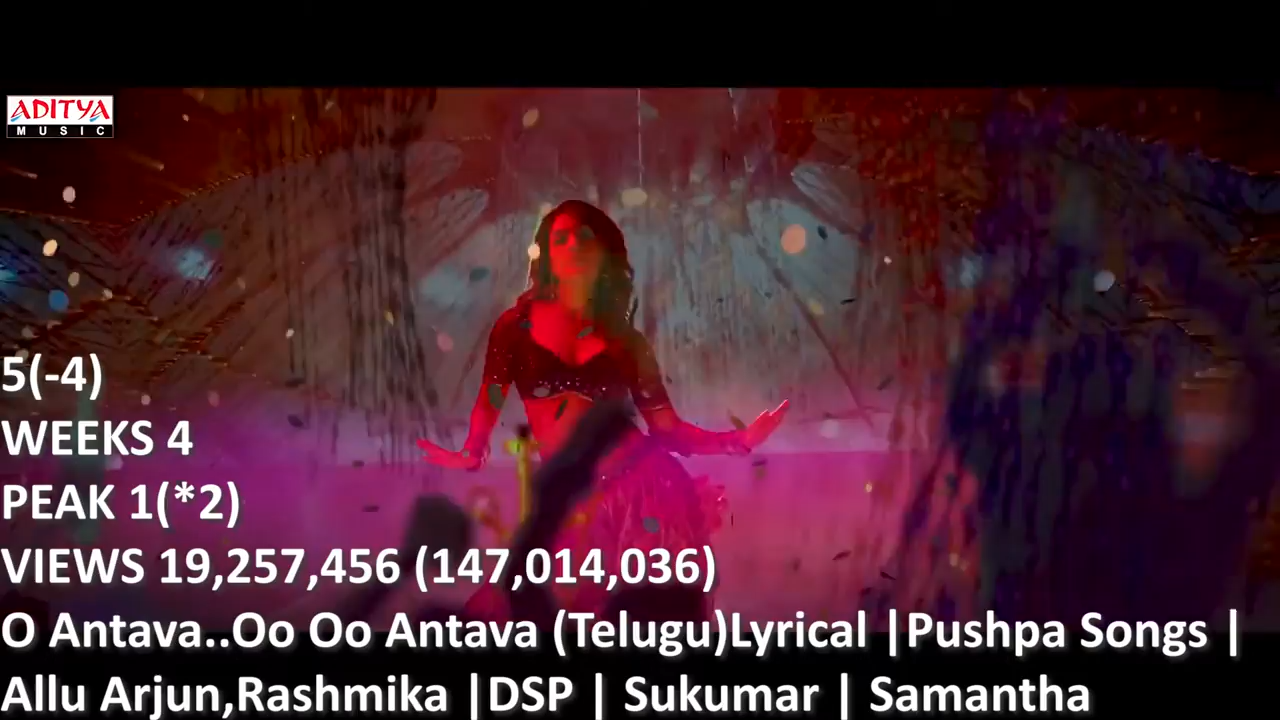 ADITYA
MUSIC
5(-4)
WEEKS 4
PEAK 1(*2)
VIEWS 19,257,456 (147,014,036)
O Antava..Oo Oo Antava (Telugu)Lyrical |Pushpa Songs |
Allu Arjun,Rashmika |DSP | Sukumar | Samantha